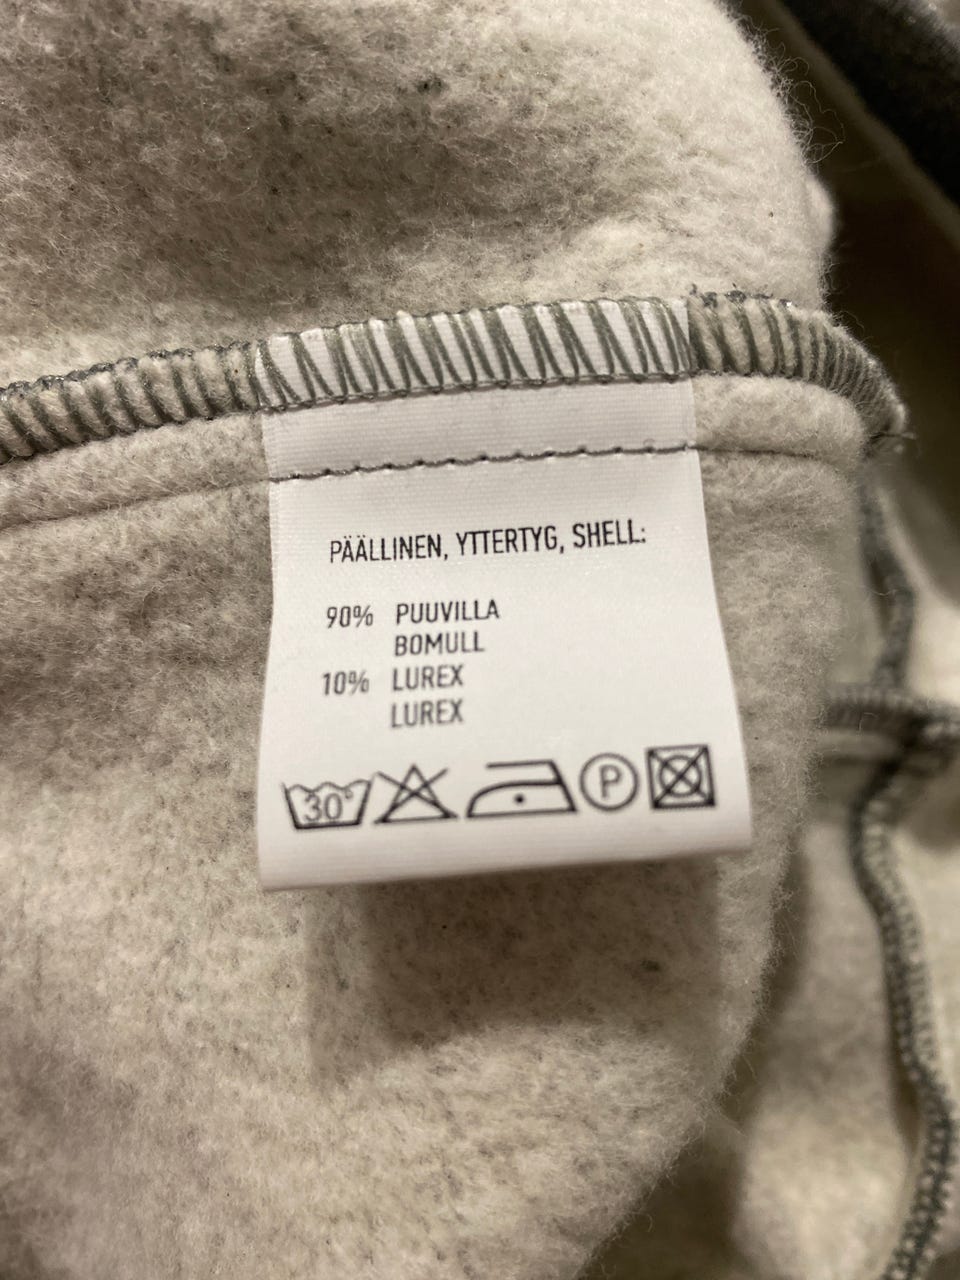 PÄÄLLINEN, YTTERTYG, SHELL:
90% PUUVILLA
BOMULL
10% LUREX
LUREX
30° P